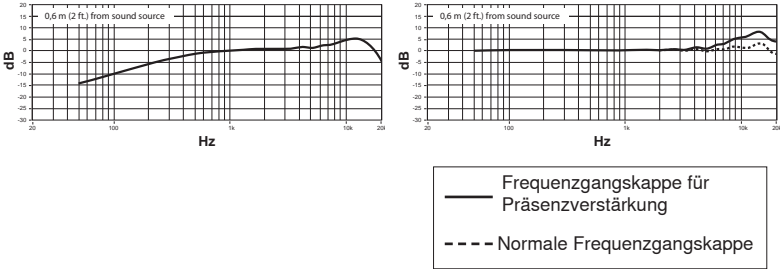 0,6 m (2 ft.) from sound source
20
15
10
5
0
-5
-10
-15
-20
-25
-30
dB
20 100 1k 10k 20k
Hz
0,6 m (2 ft.) from sound source
20
15
10
5
0
-5
-10
-15
-20
-25
-30
dB
20 100 1k 10k 20k
Hz
Frequenzgangskappe für
Präsenzverstärkung
Normale Frequenzgangskappe